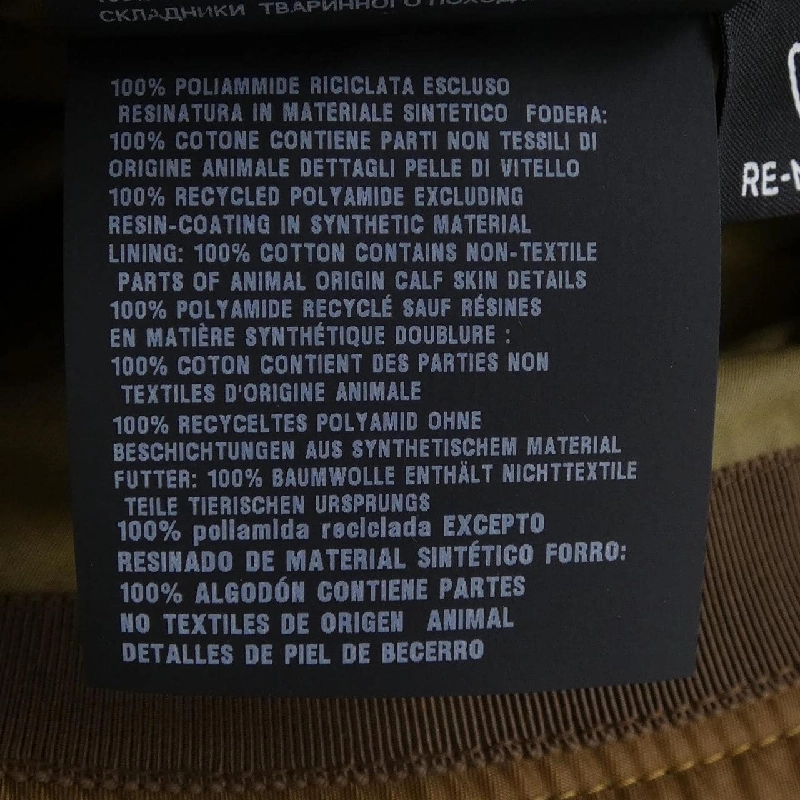 СКЛАДНИКИ ТВАРИННОГО
100% POLIAMMIDE RICICLATA ESCLUSO
RESINATURA IN MATERIALE SINTETICO FODERA:
100% COTONE CONTIENE PARTI NON TESSILI DI
ORIGINE ANIMALE DETTAGLI PELLE DI VITELLO
100% RECYCLED POLYAMIDE EXCLUDING
RESIN-COATING IN SYNTHETIC MATERIAL
LINING: 100% COTTON CONTAINS NON-TEXTILE
PARTS OF ANIMAL ORIGIN CALF SKIN DETAILS
100% POLYAMIDE RECYCLÉ SAUF RÉSINES
EN MATIÈRE SYNTHÉTIQUE DOUBLURE :
100% COTON CONTIENT DES PARTIES NON
TEXTILES D'ORIGINE ANIMALE
100% RECYCELTES POLYAMID OHNE
BESCHICHTUNGEN AUS SYNTHETISCHEM MATERIAL
FUTTER: 100% BAUMWOLLE ENTHÄLT NICHTTEXTILE
TEILE TIERISCHEN URSPRUNGS
100% poliamida reciclada EXCEPTO
RESINADO DE MATERIAL SINTÉTICO FORRO:
100% ALGODÓN CONTIENE PARTES
NO TEXTILES DE ORIGEN ANIMAL
DETALLES DE PIEL DE BECERRO
RE-